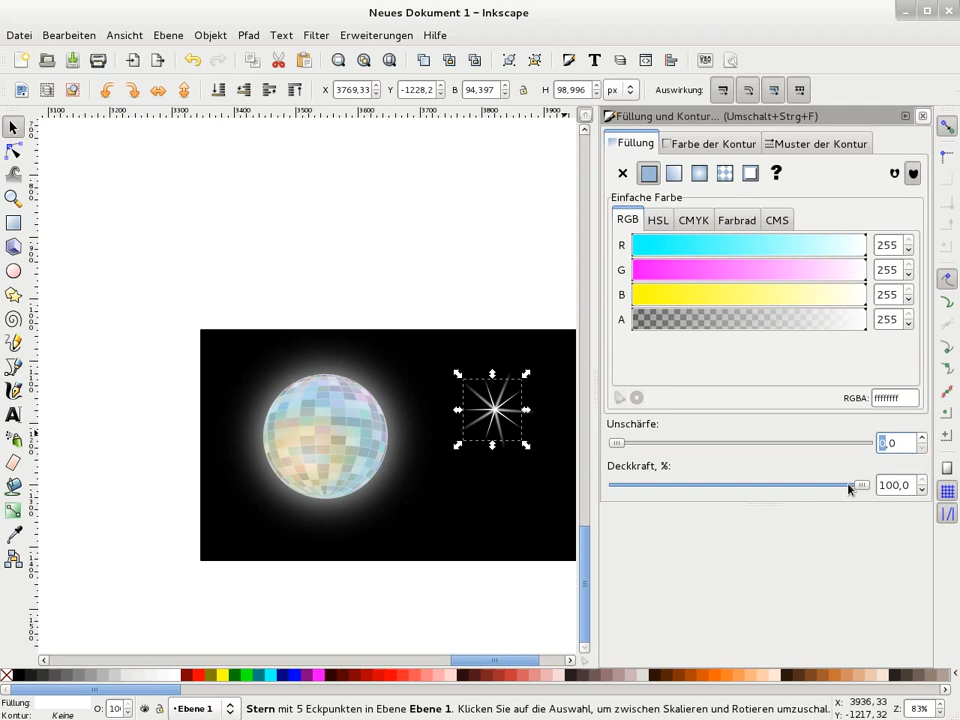 Neues Dokument 1 - Inkscape
Datei Bearbeiten Ansicht Ebene Objekt Pfad Text Filter Erweiterungen Hilfe
X 3769,33 Y -1228,2 B 94,397 H 98,996 px Auswirkung:
Füllung und Kontur... (Umschalt+Strg+F)
Füllung Farbe der Kontur Muster der Kontur
?
Einfache Farbe
RGB HSL CMYK Farbrad CMS
R 255
G 255
B 255
A 255
RGBA: ffffffff
Unschärfe:
0,0
Deckkraft, %:
100,0
Füllung:
Kontur: Keine
O: 10
Ebene 1
Stern mit 5 Eckpunkten in Ebene Ebene 1. Klicken Sie auf die Auswahl, um zwischen Skalieren und Rotieren umzuschal.
X: 3936,33
Y: -1217,32
Z: 83%